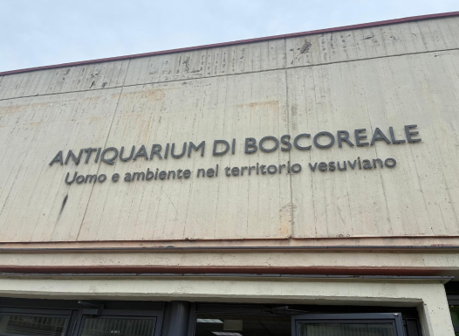 ANTIQUARIUM DI BOSCOREALE
Uomo e ambiente nel territorio vesuviano